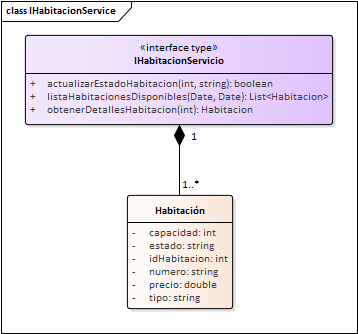 class IHabitacionService
«interface type»
IHabitacionServicio
+ actualizarEstadoHabitacion(int, string): boolean
+ listaHabitacionesDisponibles(Date, Date): List<Habitacion>
+ obtenerDetallesHabitacion(int): Habitacion
1
1..*
Habitación
- capacidad: int
- estado: string
- idHabitacion: int
- numero: string
- precio: double
- tipo: string